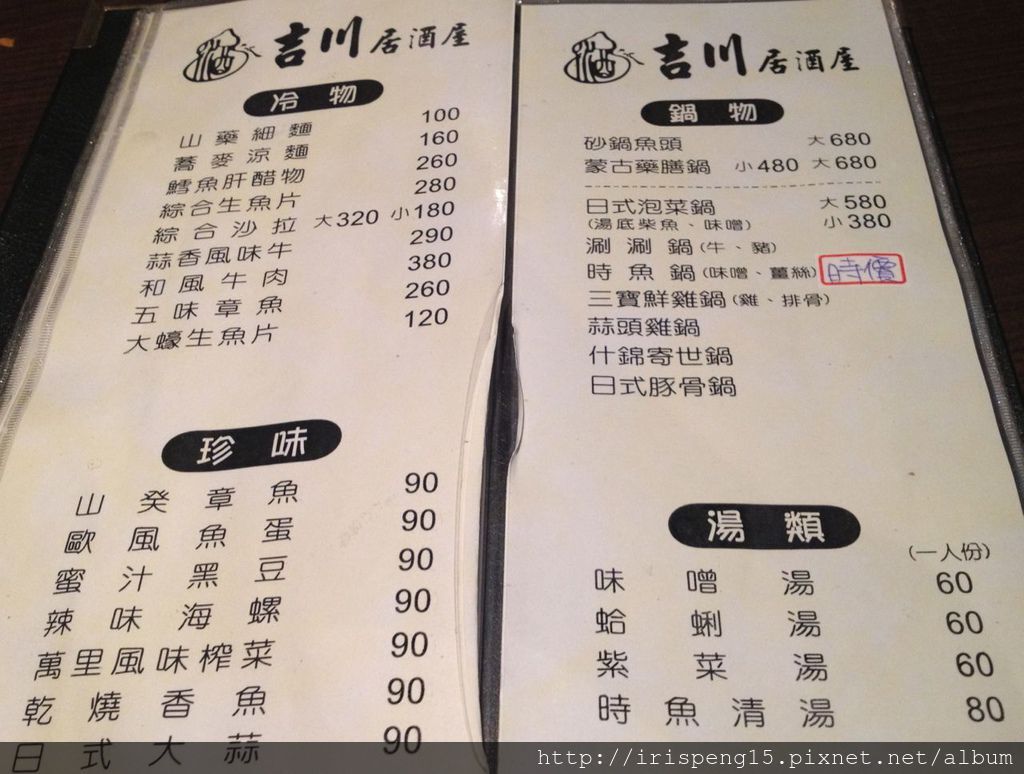 吉川居酒屋
冷物
山藥細麵 100
蕎麥涼麵 160
鱈魚肝醋物 260
綜合生魚片 280
綜合沙拉 大320 小180
蒜香風味牛 290
和風牛肉 380
五味章魚 260
大蠔生魚片 120
珍味
山癸章魚 90
歐風魚蛋 90
蜜汁黑豆 90
辣味海螺 90
萬里風味榨菜 90
乾燒香魚 90
日式大蒜 90
吉川居酒屋
鍋物
砂鍋魚頭 大680
蒙古藥膳鍋 小480 大680
日式泡菜鍋 大580
(湯底柴魚、味噌) 小380
涮涮鍋(牛、豬)
時魚鍋(味噌、薑絲) 時價
三寶鮮雞鍋(雞、排骨)
蒜頭雞鍋
什錦寄世鍋
日式豚骨鍋
湯類
(一人份)
味噌湯 60
蛤蜊湯 60
紫菜湯 60
時魚清湯 80
http://irispeng15.pixnet.net/album